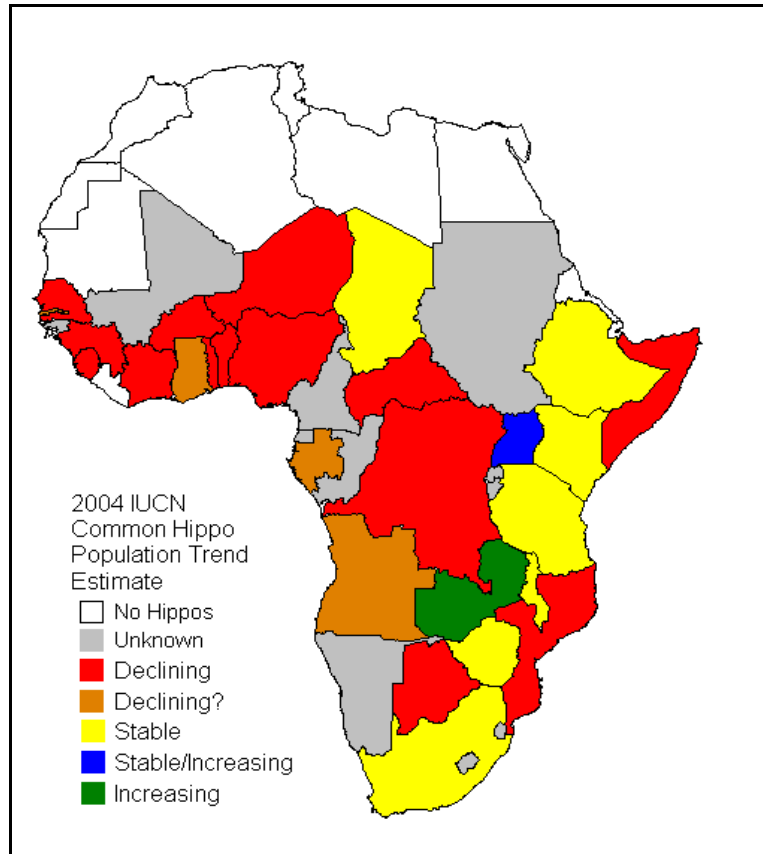 2004 IUCN
Common Hippo
Population Trend
Estimate
No Hippos
Unknown
Declining
Declining?
Stable
Stable/Increasing
Increasing